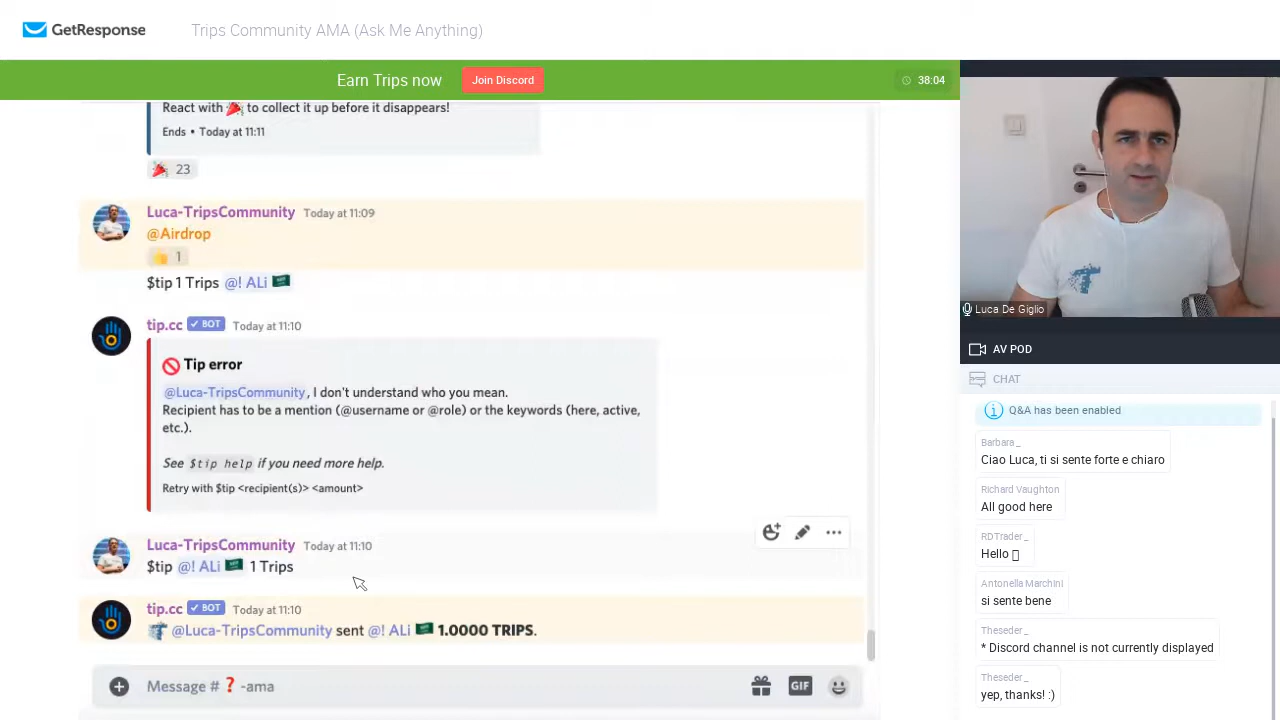 GetResponse
Trips Community AMA (Ask Me Anything)
Earn Trips now
Join Discord
38:04
React with 🎉 to collect it up before it disappears!
Ends • Today at 11:11
🎉 23
Luca-TripsCommunity Today at 11:09
@Airdrop
👍 1
$tip 1 Trips @! ALi 🇸🇦
tip.cc ✔ BOT Today at 11:10
🚫 Tip error
@Luca-TripsCommunity, I don't understand who you mean.
Recipient has to be a mention (@username or @role) or the keywords (here, active,
etc.).
See $tip help if you need more help.
Retry with $tip <recipient(s)> <amount>
Luca-TripsCommunity Today at 11:10
$tip @! ALi 🇸🇦 1 Trips
tip.cc ✔ BOT Today at 11:10
@Luca-TripsCommunity sent @! ALi 🇸🇦 1.0000 TRIPS.
Message # ❓ -ama
GIF
Luca De Giglio
AV POD
CHAT
Q&A has been enabled
Barbara_
Ciao Luca, ti si sente forte e chiaro
Richard Vaughton
All good here
RDTrader_
Hello
Antonella Marchini
si sente bene
Theseder_
* Discord channel is not currently displayed
Theseder_
yep, thanks! :)